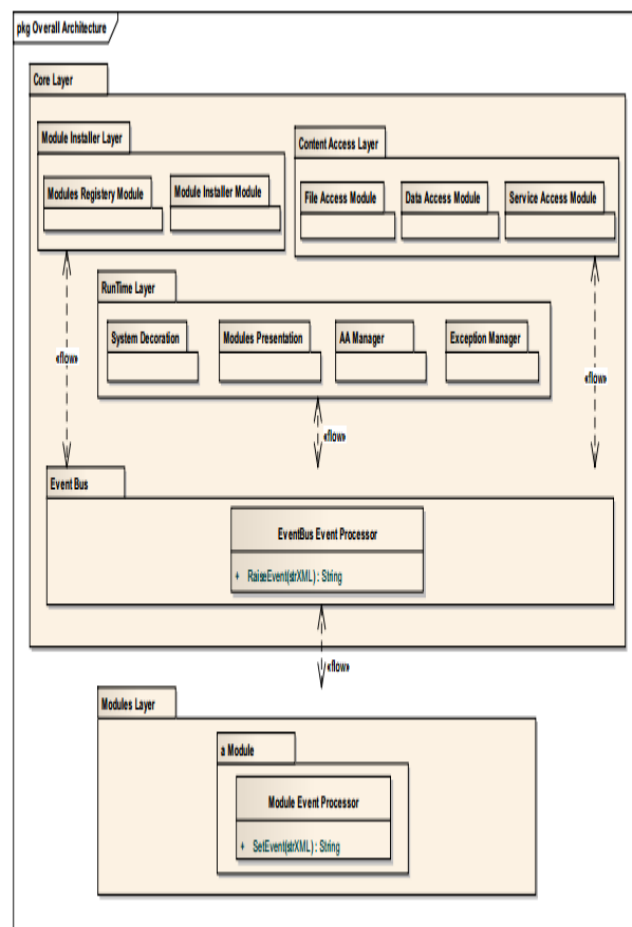 pkg Overall Architecture
Core Layer
Module Installer Layer
Modules Registery Module
Module Installer Module
Content Access Layer
File Access Module
Data Access Module
Service Access Module
RunTime Layer
System Decoration
Modules Presentation
AA Manager
Exception Manager
«flow»
«flow»
«flow»
Event Bus
EventBus Event Processor
+ RaiseEvent(strXML) : String
«flow»
Modules Layer
a Module
Module Event Processor
+ SetEvent(strXML) : String